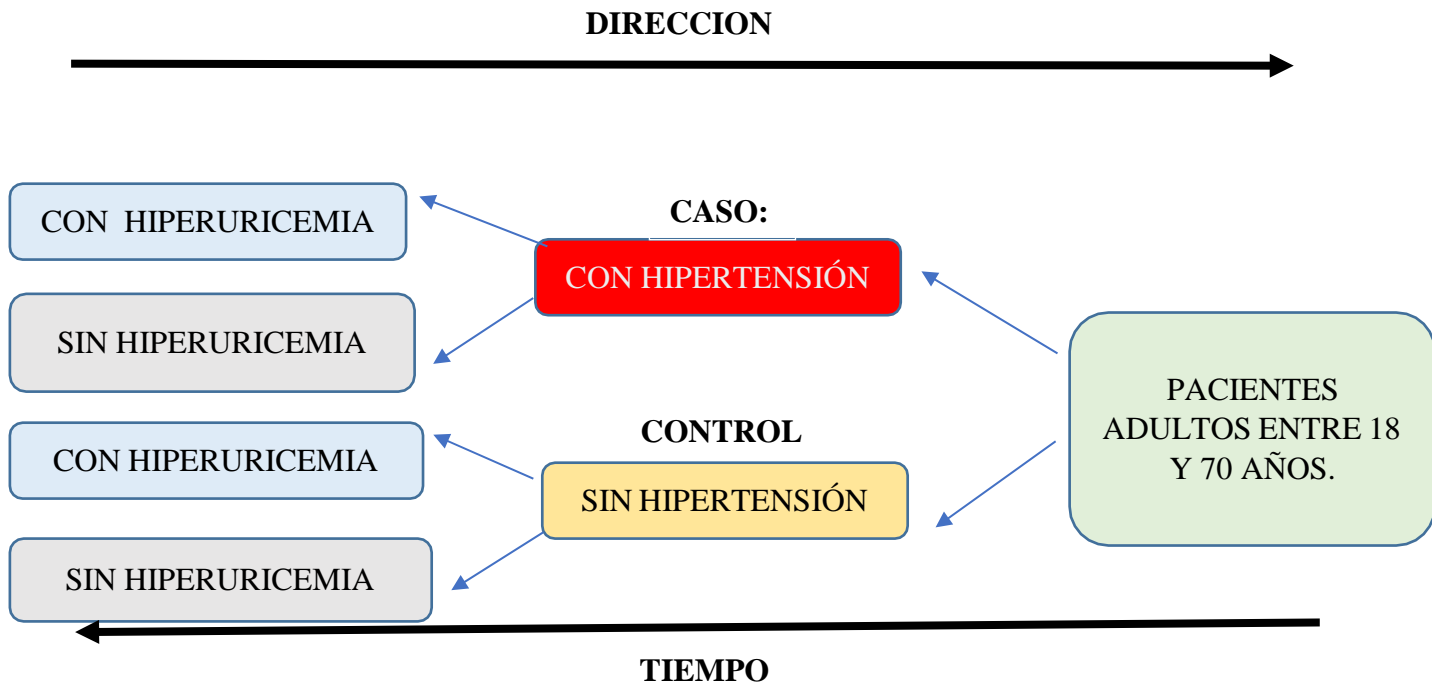 DIRECCION
CON HIPERURICEMIA
SIN HIPERURICEMIA
CON HIPERURICEMIA
SIN HIPERURICEMIA
CASO:
CON HIPERTENSIÓN
CONTROL
SIN HIPERTENSIÓN
PACIENTES
ADULTOS ENTRE 18
Y 70 AÑOS.
TIEMPO